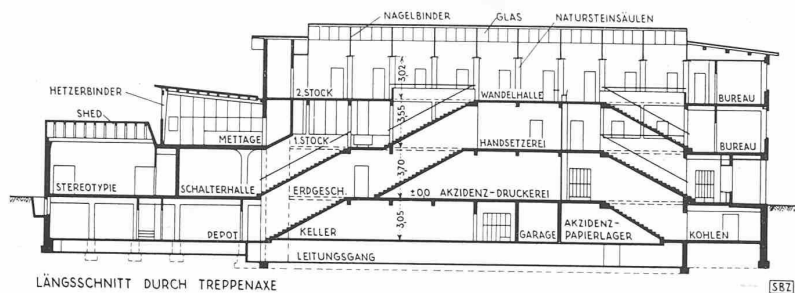 NAGELBINDER
GLAS
NATURSTEINSÄULEN
HETZERBINDER
SHED
3,02
2.STOCK
WANDELHALLE
BUREAU
METTAGE
1.STOCK
3,55
HANDSETZEREI
BUREAU
STEREOTYPIE
SCHALTERHALLE
ERDGESCH.
3,70
±0,0 AKZIDENZ-DRUCKEREI
DEPOT
KELLER
3,05
GARAGE
AKZIDENZ-
PAPIERLAGER
KOHLEN
LEITUNGSGANG
LÄNGSSCHNITT DURCH TREPPENAXE
SBZ